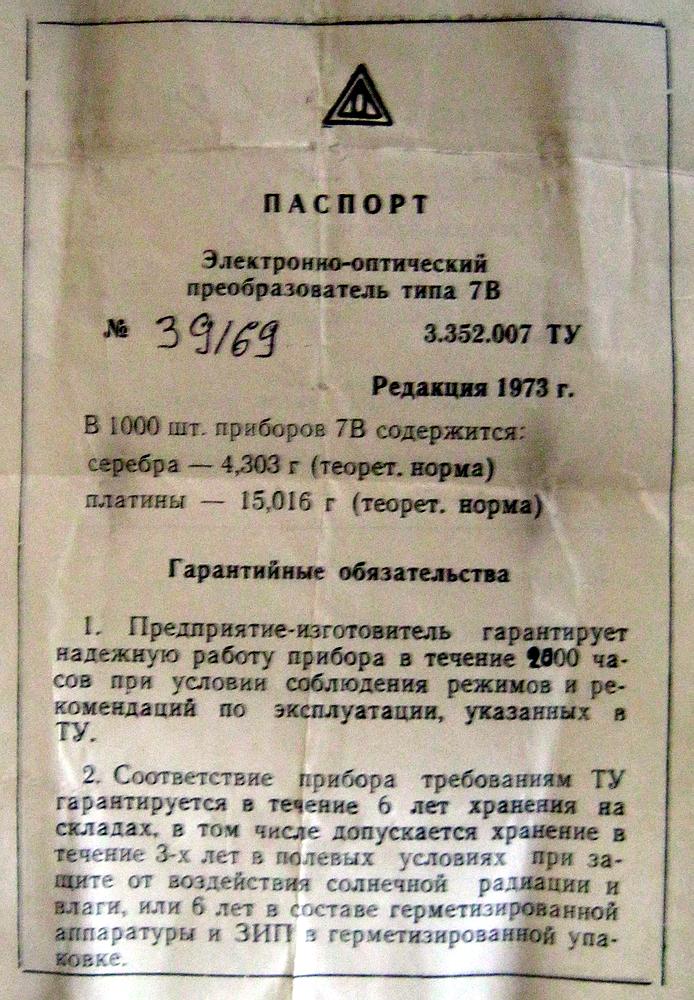 ПАСПОРТ
Электронно-оптический
преобразователь типа 7В
№ 39/69 3.352.007 ТУ
Редакция 1973 г.
В 1000 шт. приборов 7В содержится:
серебра — 4,303 г (теорет. норма)
платины — 15,016 г (теорет. норма)
Гарантийные обязательства
1. Предприятие-изготовитель гарантирует
надежную работу прибора в течение ча-
сов при условии соблюдения режимов и ре-
комендаций по эксплуатации, указанных в
ТУ.
2. Соответствие прибора требованиям ТУ
гарантируется в течение 6 лет хранения на
складах, в том числе допускается хранение в
течение 3-х лет в полевых условиях при за-
щите от воздействия солнечной радиации и
влаги, или 6 лет в составе герметизированной
аппаратуры и ЗИП в герметизированной упа-
ковке.